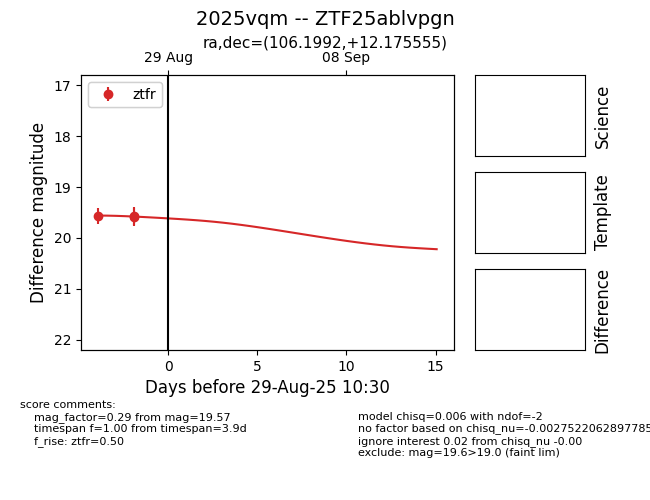 2025vqm -- ZTF25ablvpgn
ra,dec=(106.1992,+12.175555)
29 Aug
08 Sep
ztfr
17
18
19
20
21
22
Difference magnitude
0
5
10
15
Days before 29-Aug-25 10:30
Science
Template
Difference
score comments:
mag_factor=0.29 from mag=19.57
timespan f=1.00 from timespan=3.9d
f_rise: ztfr=0.50
model chisq=0.006 with ndof=-2
no factor based on chisq_nu=-0.0027522062897785
ignore interest 0.02 from chisq_nu -0.00
exclude: mag=19.6>19.0 (faint lim)